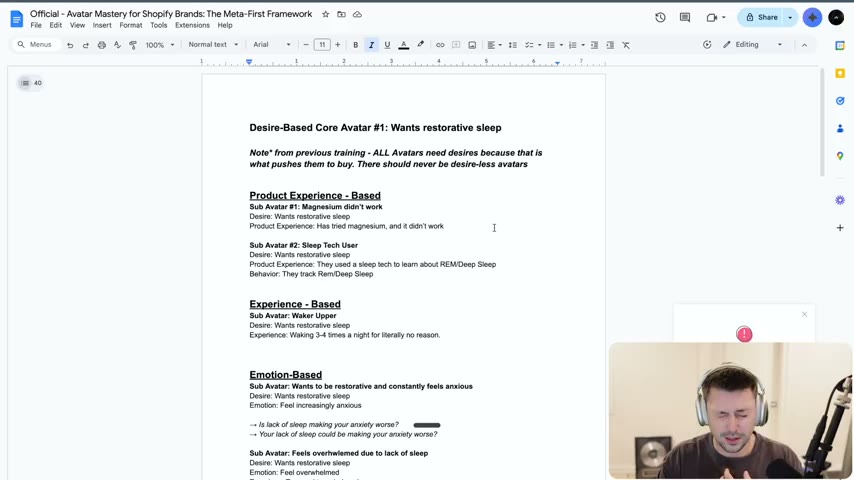 Official - Avatar Mastery for Shopify Brands: The Meta-First Framework
File Edit View Insert Format Tools Extensions Help
Share
Menus
100%
Normal text
Arial
11
B I U A
Editing
1 1 2 3 4 5 6 7
40
Desire-Based Core Avatar #1: Wants restorative sleep
Note* from previous training - ALL Avatars need desires because that is
what pushes them to buy. There should never be desire-less avatars
Product Experience - Based
Sub Avatar #1: Magnesium didn't work
Desire: Wants restorative sleep
Product Experience: Has tried magnesium, and it didn't work
Sub Avatar #2: Sleep Tech User
Desire: Wants restorative sleep
Product Experience: They used a sleep tech to learn about REM/Deep Sleep
Behavior: They track Rem/Deep Sleep
Experience - Based
Sub Avatar: Waker Upper
Desire: Wants restorative sleep
Experience: Waking 3-4 times a night for literally no reason.
Emotion-Based
Sub Avatar: Wants to be restorative and constantly feels anxious
Desire: Wants restorative sleep
Emotion: Feel increasingly anxious
→ Is lack of sleep making your anxiety worse?
→ Your lack of sleep could be making your anxiety worse?
Sub Avatar: Feels overhwlemed due to lack of sleep
Desire: Wants restorative sleep
Emotion: Feel overwhelmed